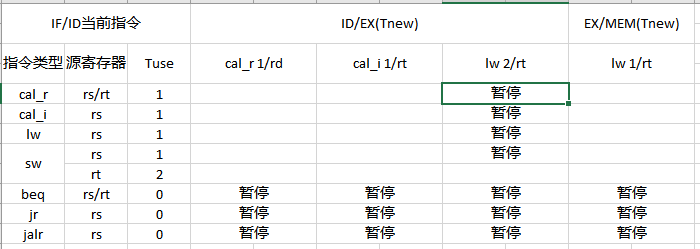 IF/ID当前指令 ID/EX(Tnew) EX/MEM(Tnew)
指令类型 源寄存器 Tuse cal_r 1/rd cal_i 1/rt lw 2/rt lw 1/rt
cal_r rs/rt 1 暂停
cal_i rs 1 暂停
lw rs 1 暂停
sw rs 1 暂停
rt 2
beq rs/rt 0 暂停 暂停 暂停 暂停
jr rs 0 暂停 暂停 暂停 暂停
jalr rs 0 暂停 暂停 暂停 暂停